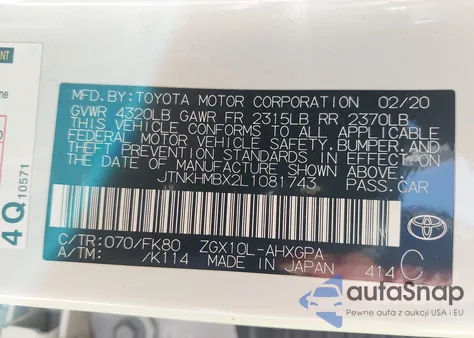 MFD.BY:TOYOTA MOTOR CORPORATION 02/20
GVWR 4320LB GAWR FR 2315LB RR 2370LB
THIS VEHICLE CONFORMS TO ALL APPLICABLE
FEDERAL MOTOR VEHICLE SAFETY,BUMPER,AND
THEFT PREVENTION STANDARDS IN EFFECT ON
THE DATE OF MANUFACTURE SHOWN ABOVE.
JTNKHMBX2L1081743 PASS.CAR
C/TR:070/FK80 ZGX10L-AHXGPA
A/TM: /K114 MADE IN JAPAN 414 C
TOYOTA
4Q 10571
autoSnap
Pewne auta z aukcji USA i EU